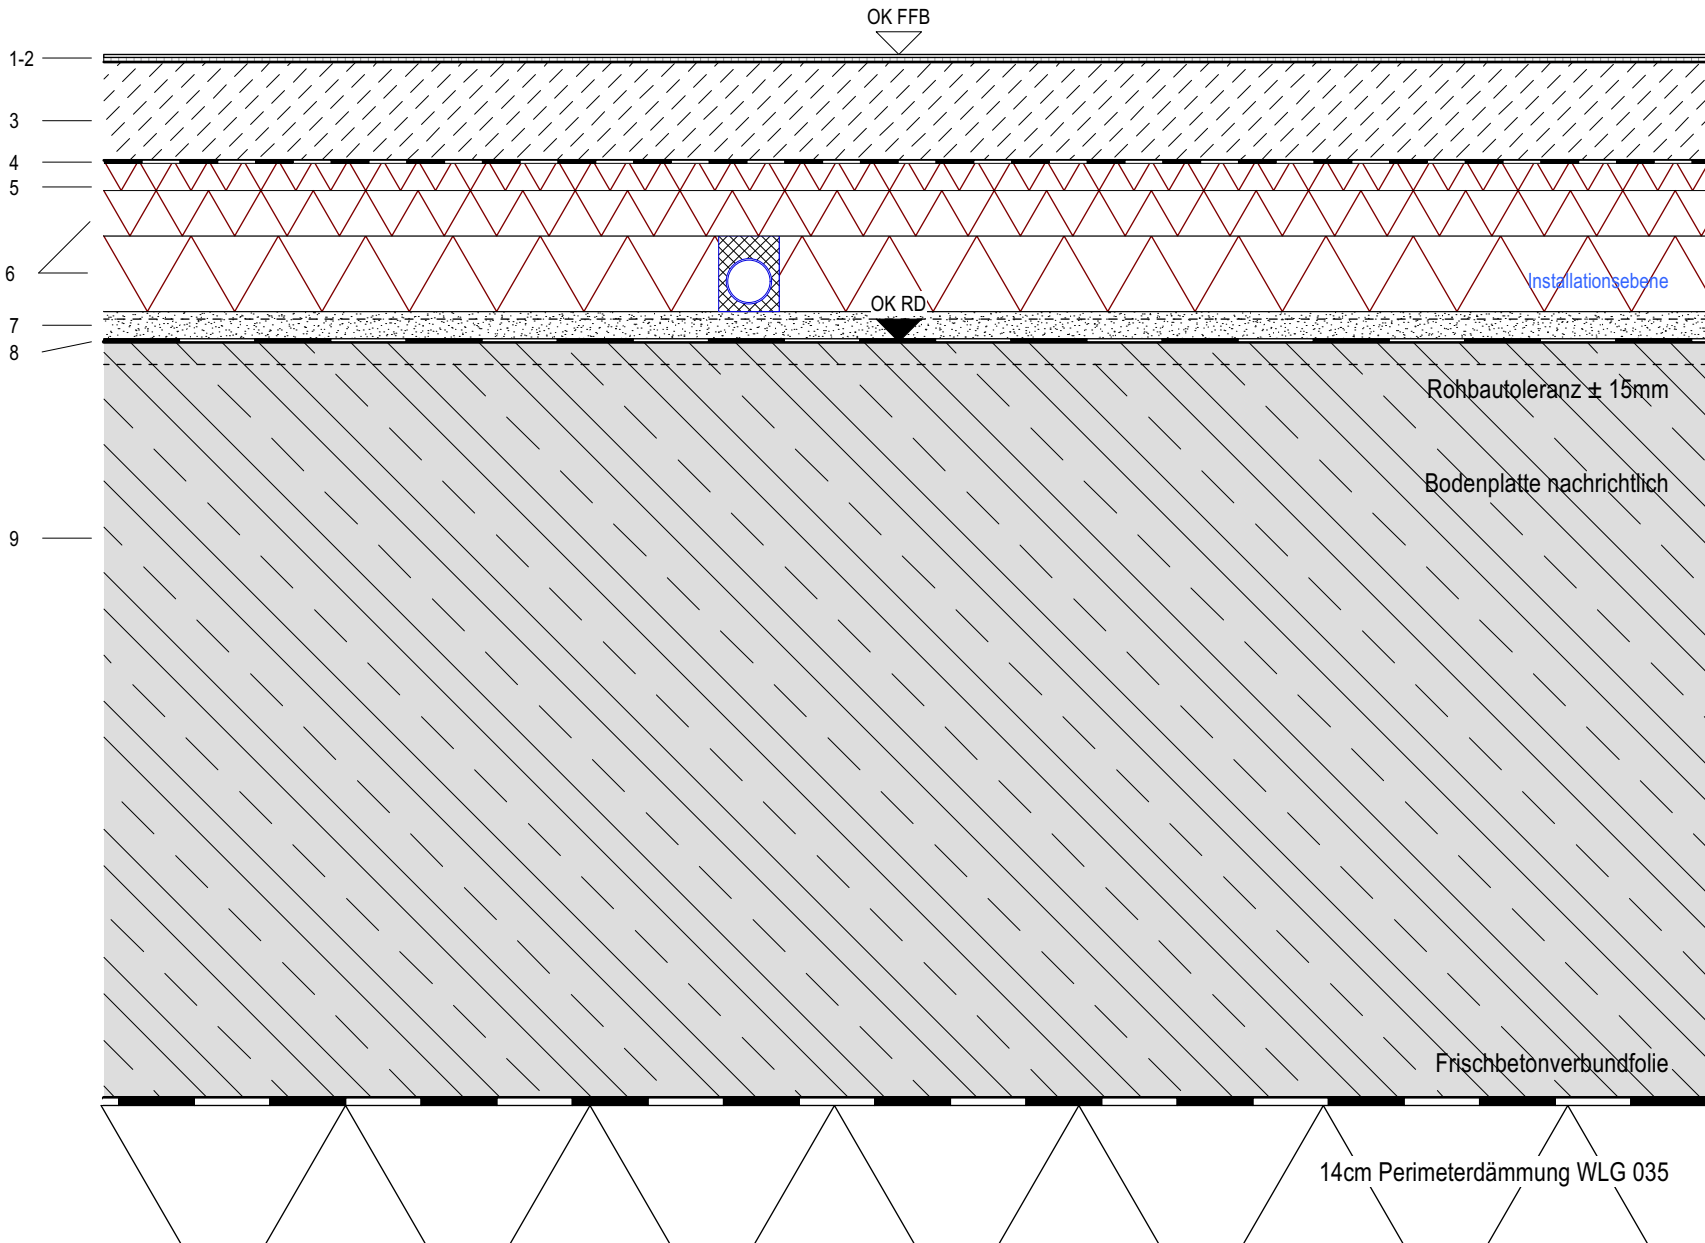 OK FFB
1-2
3
4
5
6
Installationsebene
OK RD
7
8
Rohbautoleranz ± 15mm
Bodenplatte nachrichtlich
9
Frischbetonverbundfolie
14cm Perimeterdämmung WLG 035